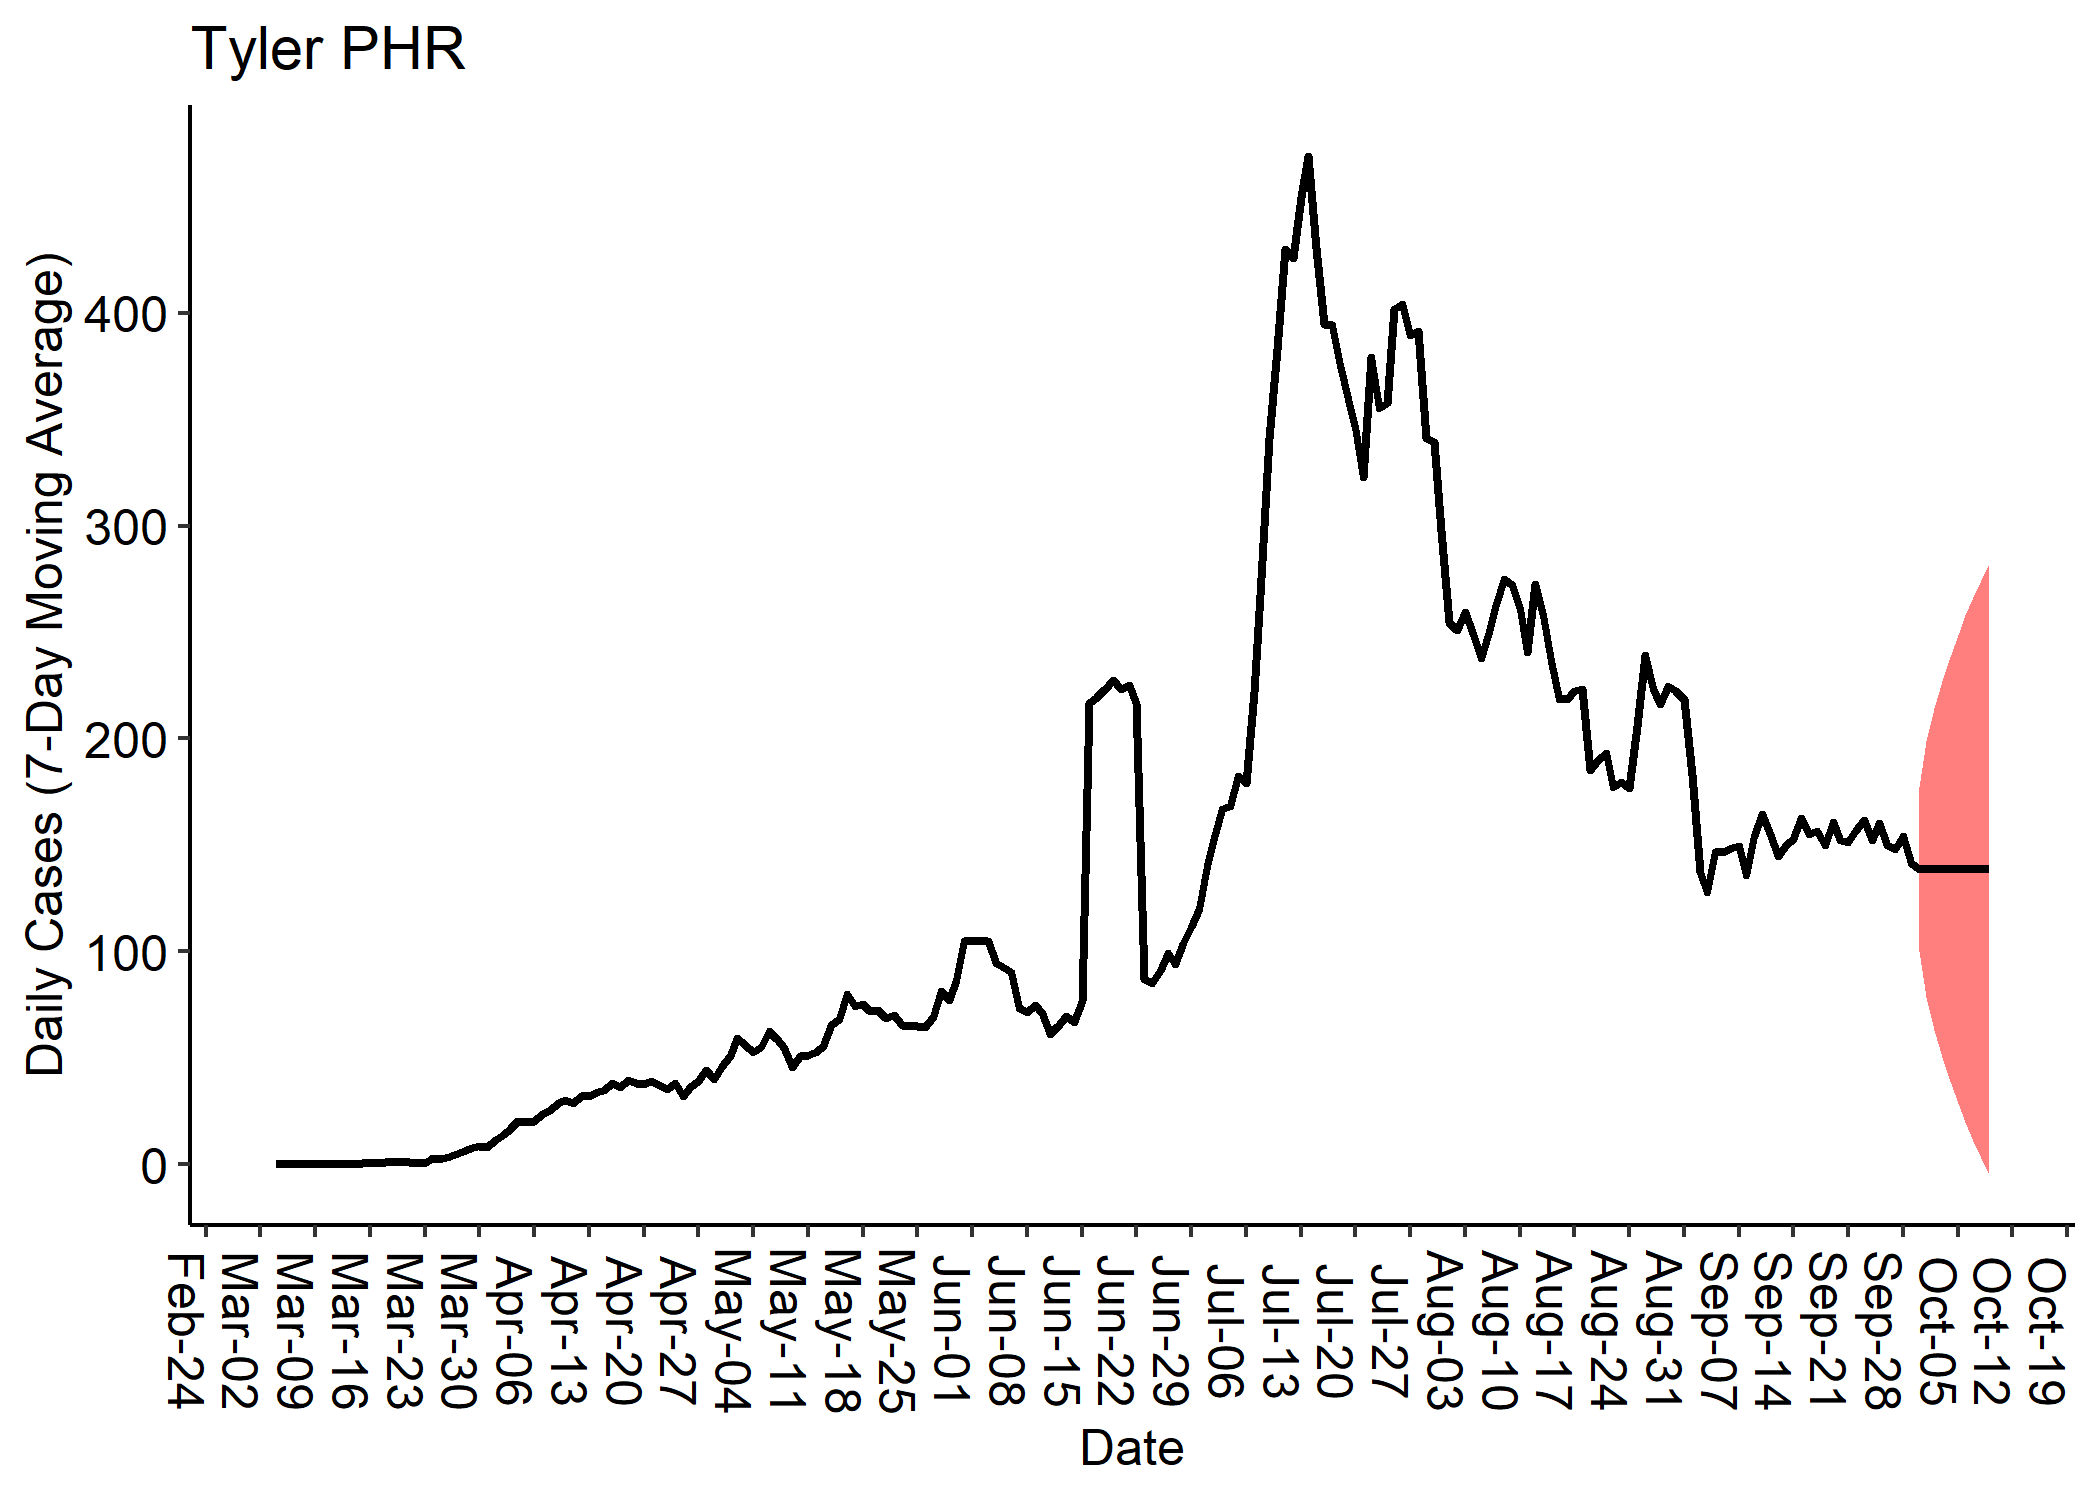 Tyler PHR
Daily Cases (7-Day Moving Average)
400
300
200
100
0
Feb-24
Mar-02
Mar-09
Mar-16
Mar-23
Mar-30
Apr-06
Apr-13
Apr-20
Apr-27
May-04
May-11
May-18
May-25
Jun-01
Jun-08
Jun-15
Jun-22
Jun-29
Jul-06
Jul-13
Jul-20
Jul-27
Aug-03
Aug-10
Aug-17
Aug-24
Aug-31
Sep-07
Sep-14
Sep-21
Sep-28
Oct-05
Oct-12
Oct-19
Date